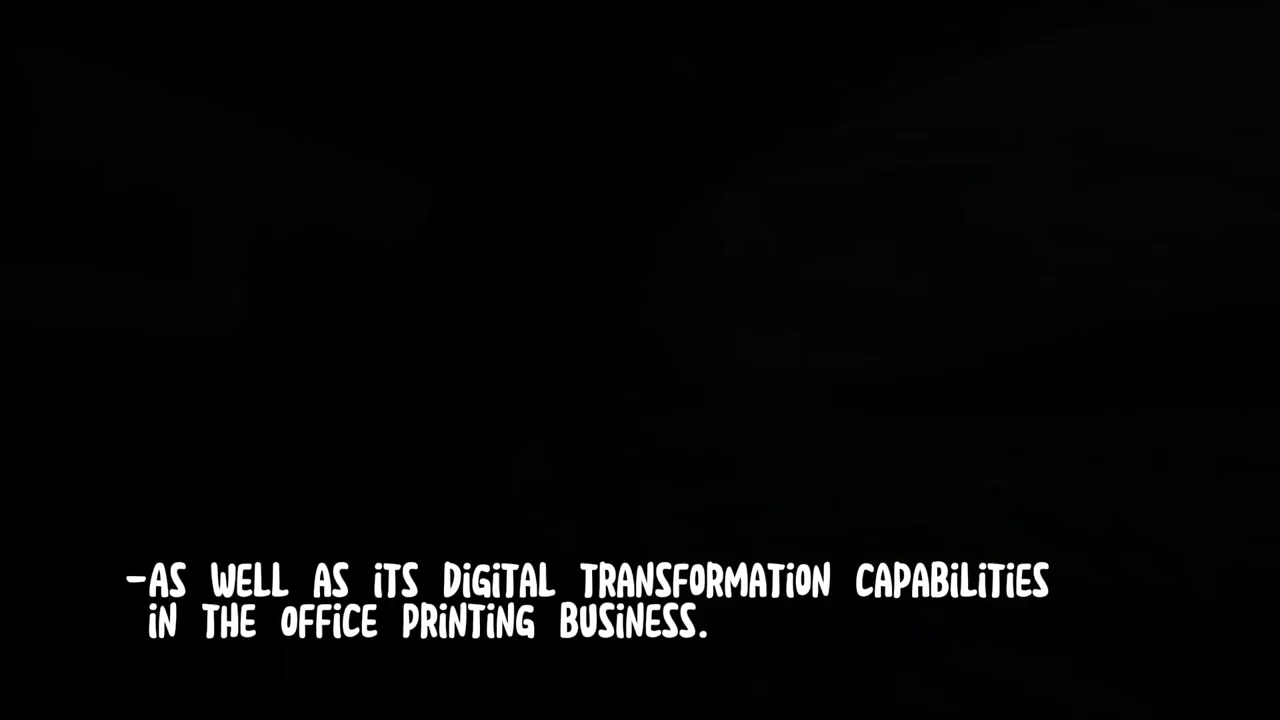 -AS WELL AS iTS DiGiTAL TRANSFORMATiON CAPABiLiTiES
iN THE OFFiCE PRiNTiNG BUSiNESS.